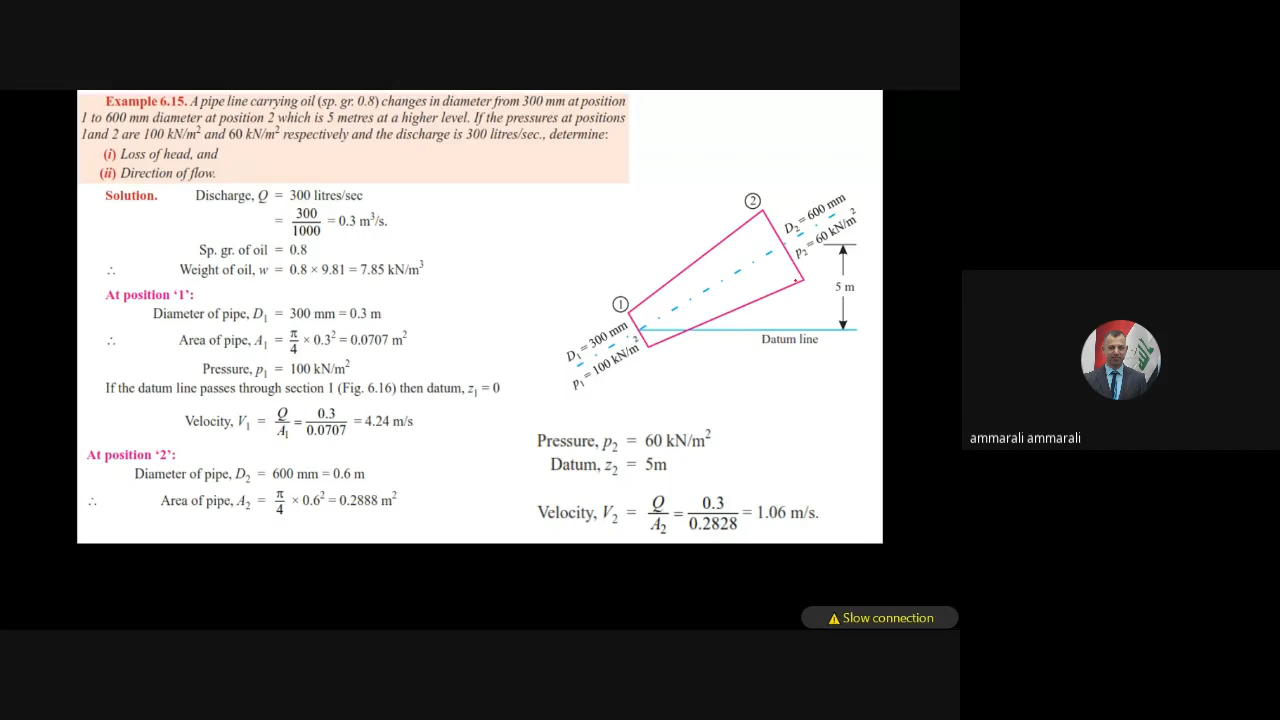 Example 6.15. A pipe line carrying oil (sp. gr. 0.8) changes in diameter from 300 mm at position
1 to 600 mm diameter at position 2 which is 5 metres at a higher level. If the pressures at positions
1and 2 are 100 kN/m² and 60 kN/m² respectively and the discharge is 300 litres/sec., determine:
(i) Loss of head, and
(ii) Direction of flow.
Solution. Discharge, Q = 300 litres/sec
= 300/1000 = 0.3 m³/s.
Sp. gr. of oil = 0.8
∴ Weight of oil, w = 0.8 × 9.81 = 7.85 kN/m³
At position ‘1’:
Diameter of pipe, D₁ = 300 mm = 0.3 m
∴ Area of pipe, A₁ = π/4 × 0.3² = 0.0707 m²
Pressure, p₁ = 100 kN/m²
If the datum line passes through section 1 (Fig. 6.16) then datum, z₁ = 0
Velocity, V₁ = Q/A₁ = 0.3/0.0707 = 4.24 m/s
At position ‘2’:
Diameter of pipe, D₂ = 600 mm = 0.6 m
∴ Area of pipe, A₂ = π/4 × 0.6² = 0.2888 m²
2
D₂ = 600 mm
p₂ = 60 kN/m²
5 m
1
D₁ = 300 mm
p₁ = 100 kN/m²
Datum line
Pressure, p₂ = 60 kN/m²
Datum, z₂ = 5m
Velocity, V₂ = Q/A₂ = 0.3/0.2828 = 1.06 m/s.
ammarali ammarali
Slow connection